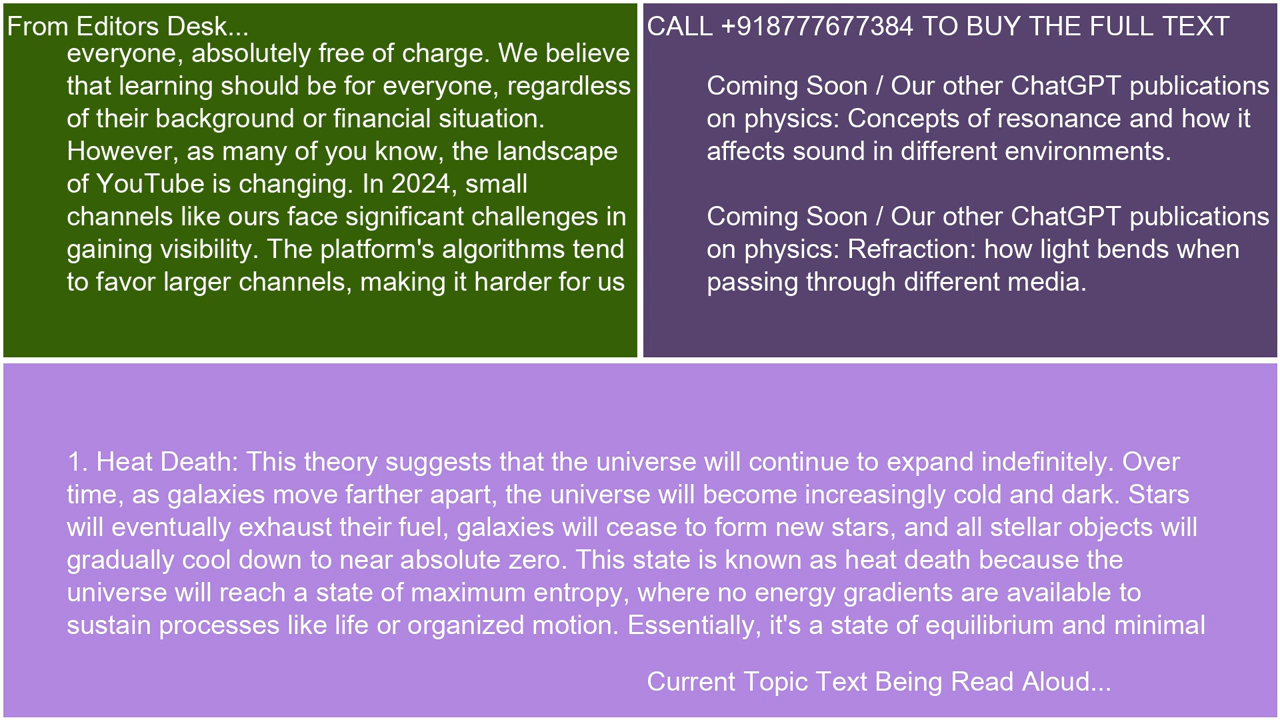 From Editors Desk...
everyone, absolutely free of charge. We believe
that learning should be for everyone, regardless
of their background or financial situation.
However, as many of you know, the landscape
of YouTube is changing. In 2024, small
channels like ours face significant challenges in
gaining visibility. The platform's algorithms tend
to favor larger channels, making it harder for us
CALL +918777677384 TO BUY THE FULL TEXT
Coming Soon / Our other ChatGPT publications
on physics: Concepts of resonance and how it
affects sound in different environments.
Coming Soon / Our other ChatGPT publications
on physics: Refraction: how light bends when
passing through different media.
1. Heat Death: This theory suggests that the universe will continue to expand indefinitely. Over
time, as galaxies move farther apart, the universe will become increasingly cold and dark. Stars
will eventually exhaust their fuel, galaxies will cease to form new stars, and all stellar objects will
gradually cool down to near absolute zero. This state is known as heat death because the
universe will reach a state of maximum entropy, where no energy gradients are available to
sustain processes like life or organized motion. Essentially, it's a state of equilibrium and minimal
Current Topic Text Being Read Aloud...